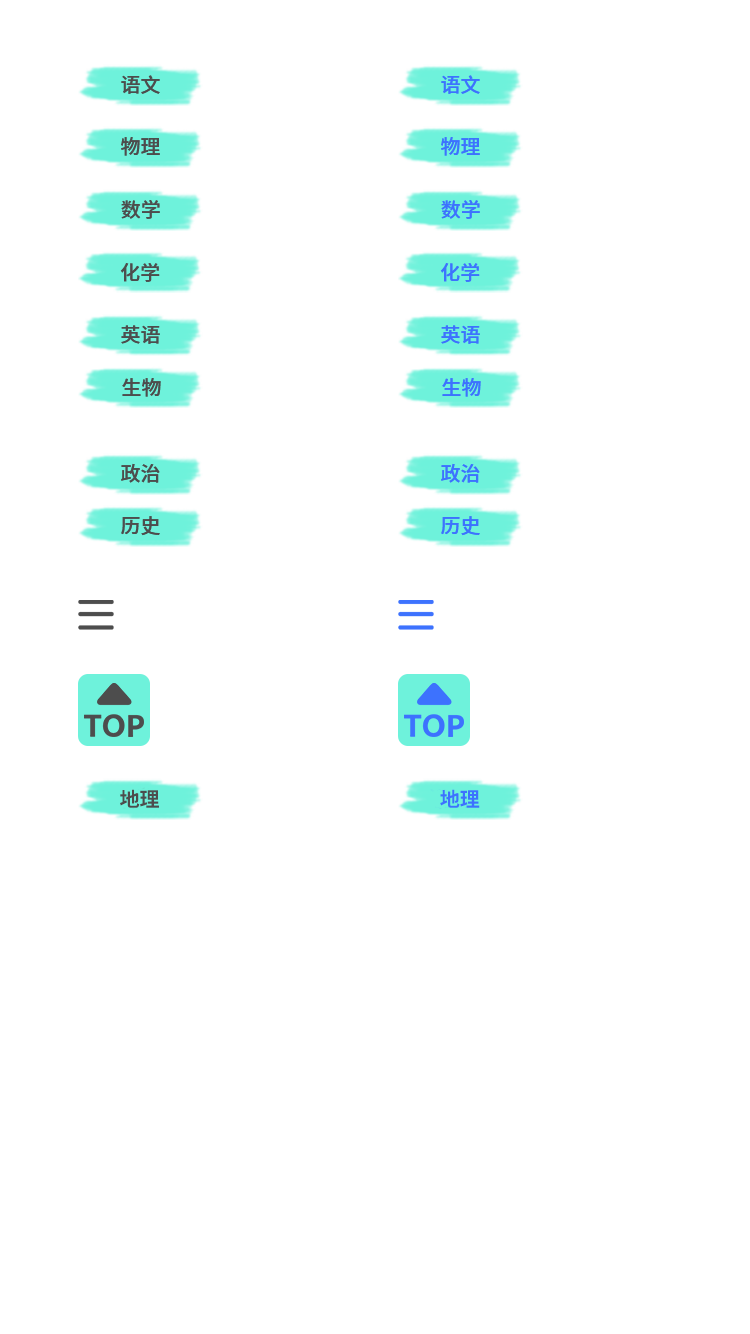 语文 语文
物理 物理
数学 数学
化学 化学
英语 英语
生物 生物
政治 政治
历史 历史
TOP TOP
地理 地理